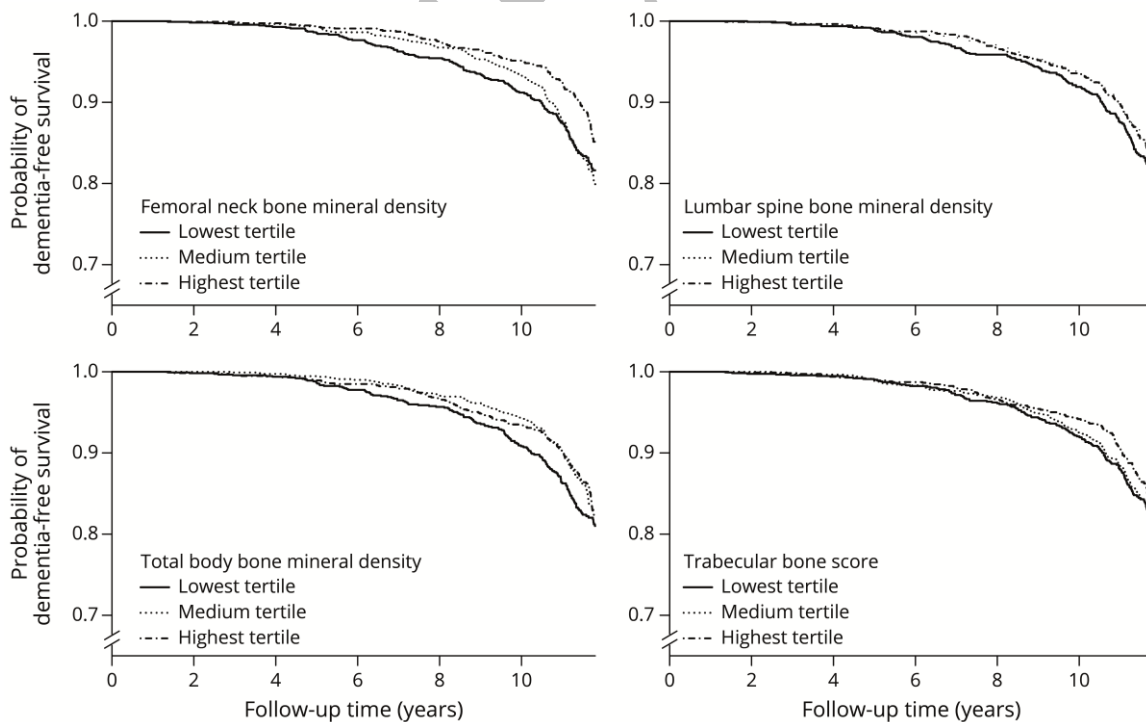 1.0
0.9
0.8
0.7
Probability of
dementia-free survival
Femoral neck bone mineral density
Lowest tertile
Medium tertile
Highest tertile
0 2 4 6 8 10
1.0
0.9
0.8
0.7
Lumbar spine bone mineral density
Lowest tertile
Medium tertile
Highest tertile
0 2 4 6 8 10
1.0
0.9
0.8
0.7
Probability of
dementia-free survival
Total body bone mineral density
Lowest tertile
Medium tertile
Highest tertile
0 2 4 6 8 10
Follow-up time (years)
1.0
0.9
0.8
0.7
Trabecular bone score
Lowest tertile
Medium tertile
Highest tertile
0 2 4 6 8 10
Follow-up time (years)